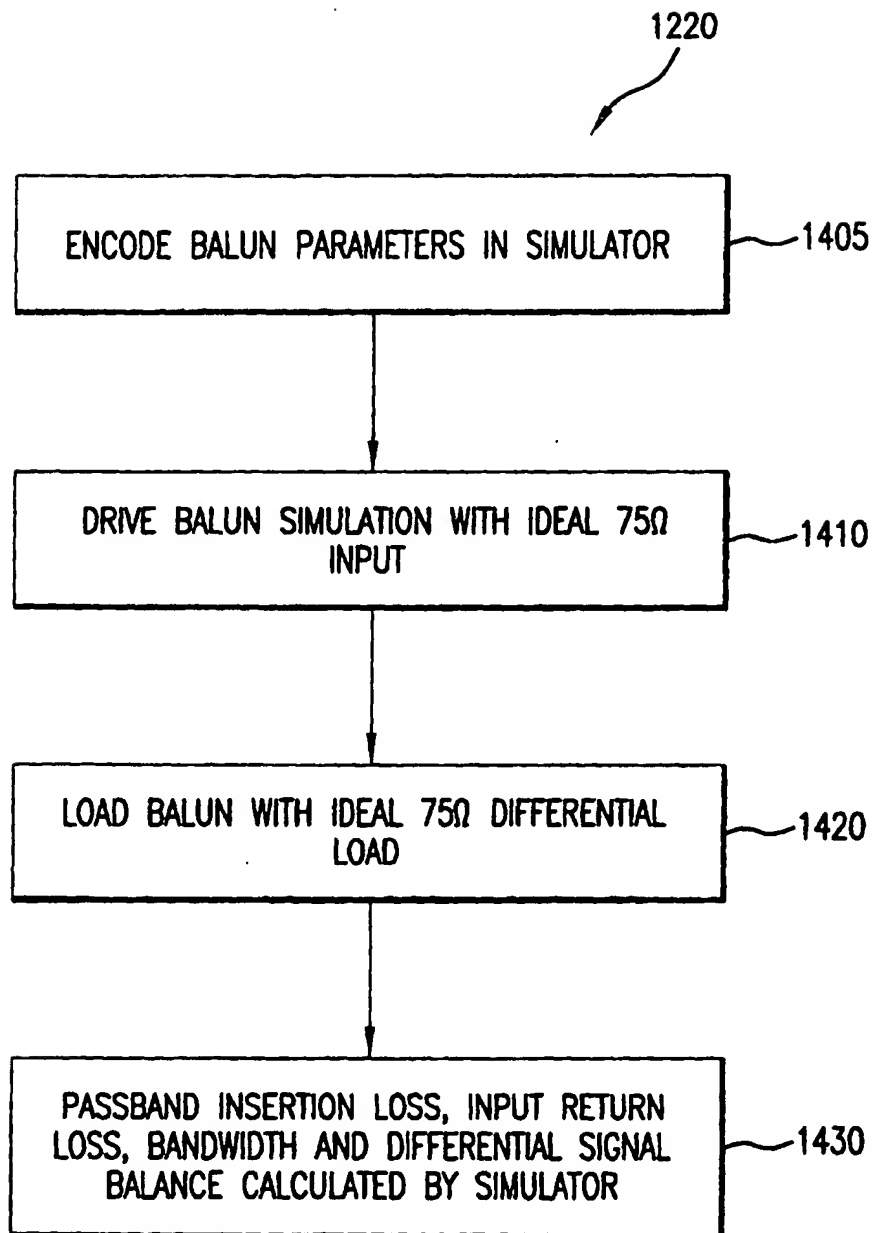 1220
ENCODE BALUN PARAMETERS IN SIMULATOR
1405
DRIVE BALUN SIMULATION WITH IDEAL 75Ω
INPUT
1410
LOAD BALUN WITH IDEAL 75Ω DIFFERENTIAL
LOAD
1420
PASSBAND INSERTION LOSS, INPUT RETURN
LOSS, BANDWIDTH AND DIFFERENTIAL SIGNAL
BALANCE CALCULATED BY SIMULATOR
1430